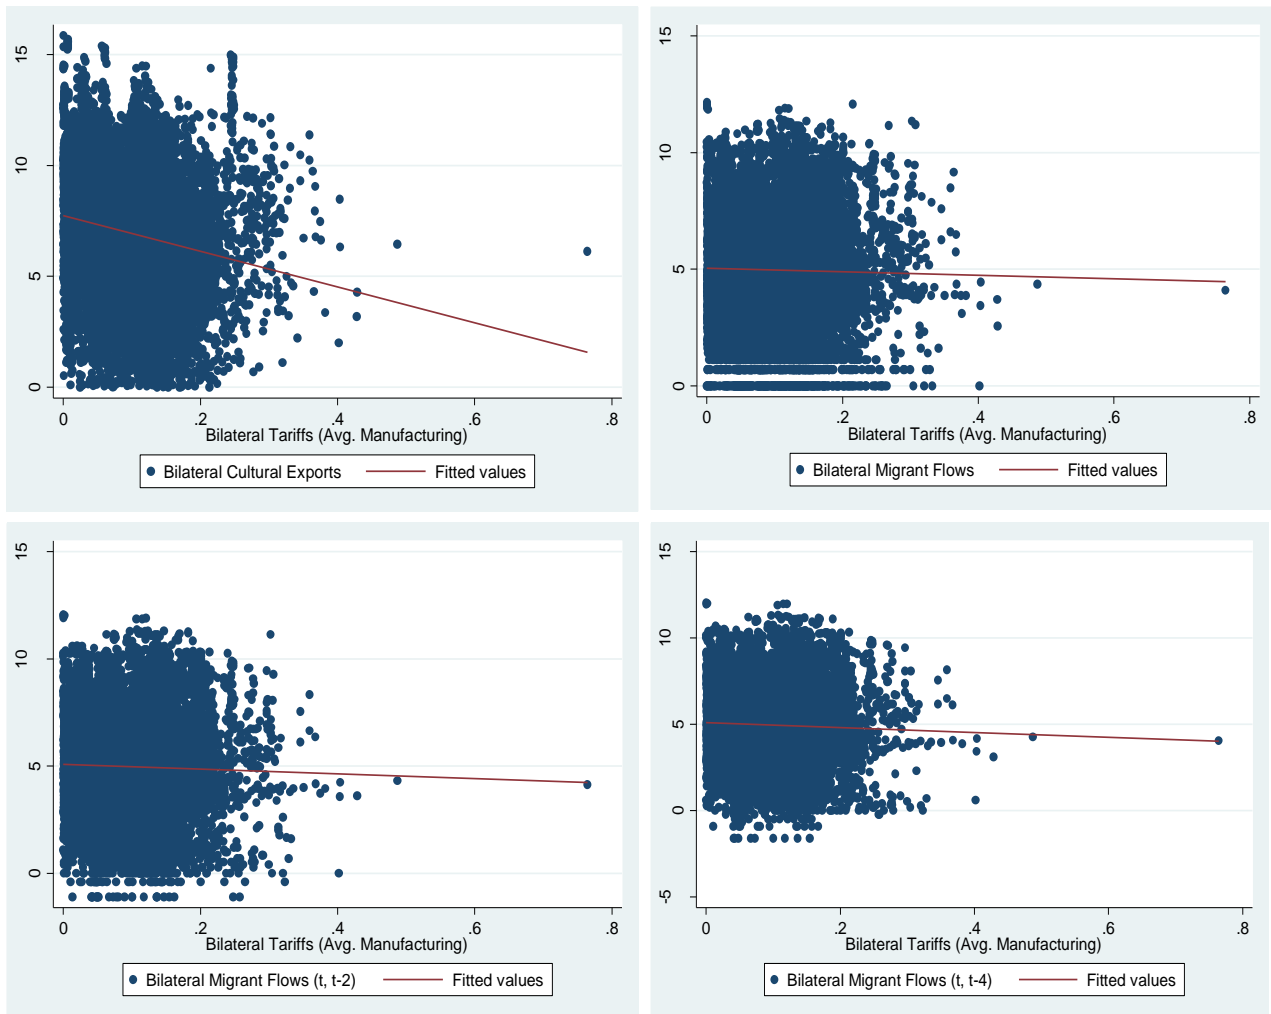 15
10
5
0
0 .2 .4 .6 .8
Bilateral Tariffs (Avg. Manufacturing)
Bilateral Cultural Exports Fitted values
15
10
5
0
0 .2 .4 .6 .8
Bilateral Tariffs (Avg. Manufacturing)
Bilateral Migrant Flows Fitted values
15
10
5
0
0 .2 .4 .6 .8
Bilateral Tariffs (Avg. Manufacturing)
Bilateral Migrant Flows (t, t-2) Fitted values
15
10
5
0
-5
0 .2 .4 .6 .8
Bilateral Tariffs (Avg. Manufacturing)
Bilateral Migrant Flows (t, t-4) Fitted values